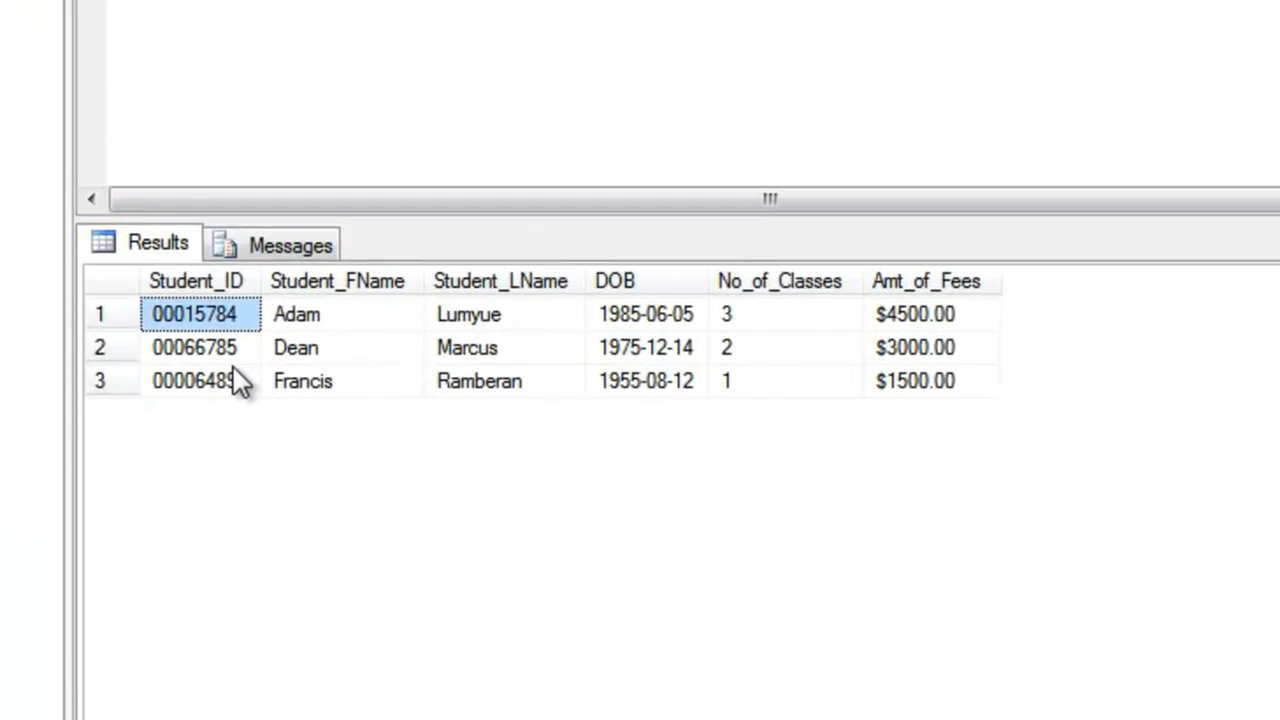 Results Messages
Student_ID Student_FName Student_LName DOB No_of_Classes Amt_of_Fees
1 00015784 Adam Lumyue 1985-06-05 3 $4500.00
2 00066785 Dean Marcus 1975-12-14 2 $3000.00
3 00006489 Francis Ramberan 1955-08-12 1 $1500.00